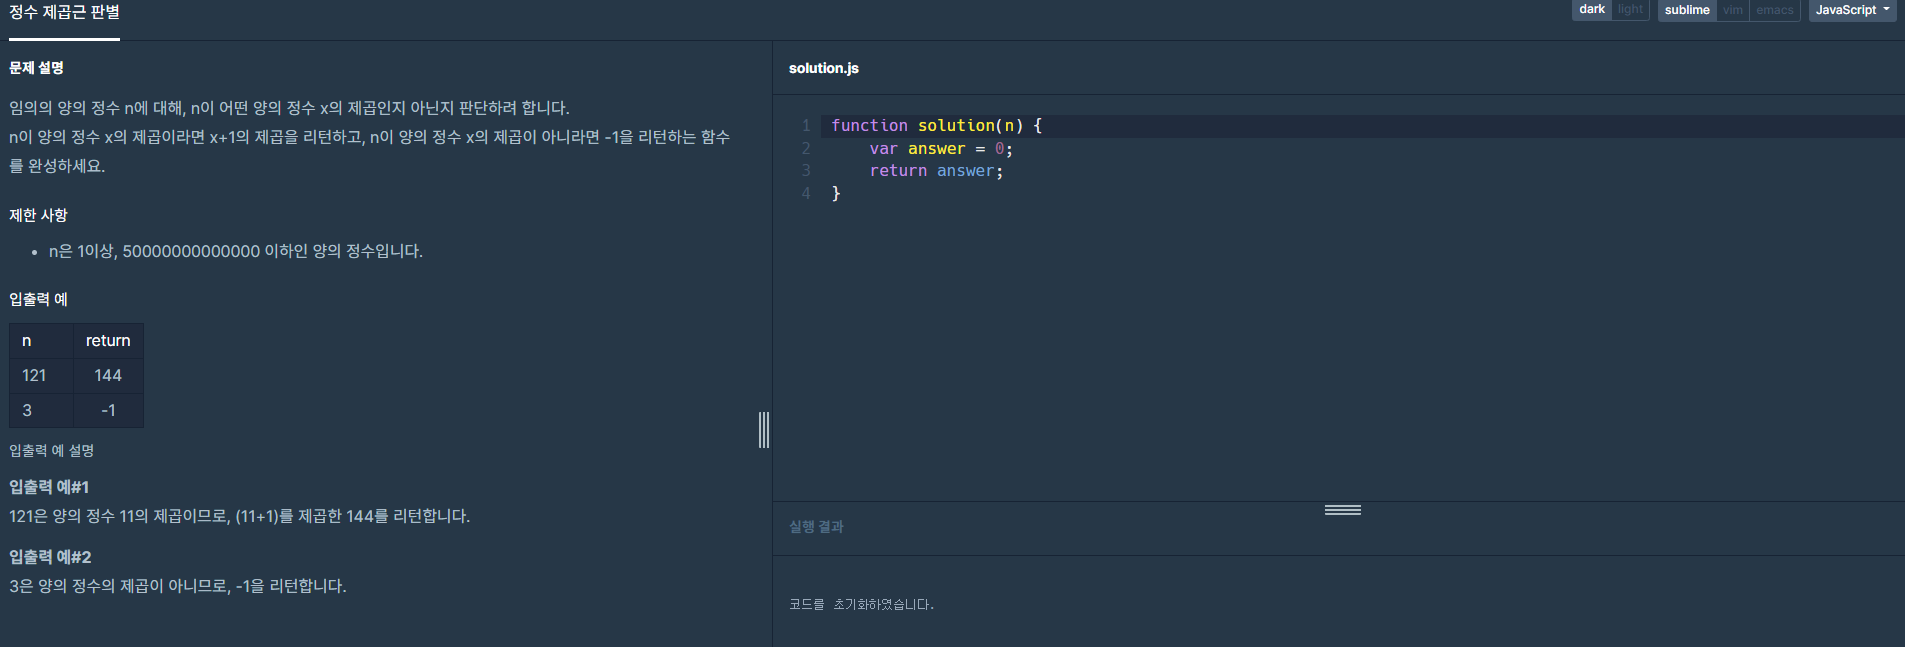 정수 제곱근 판별
dark light sublime vim emacs JavaScript
문제 설명
임의의 양의 정수 n에 대해, n이 어떤 양의 정수 x의 제곱인지 아닌지 판단하려 합니다.
n이 양의 정수 x의 제곱이라면 x+1의 제곱을 리턴하고, n이 양의 정수 x의 제곱이 아니라면 -1을 리턴하는 함수
를 완성하세요.
제한 사항
• n은 1이상, 50000000000000 이하인 양의 정수입니다.
입출력 예
n return
121 144
3 -1
입출력 예 설명
입출력 예#1
121은 양의 정수 11의 제곱이므로, (11+1)를 제곱한 144를 리턴합니다.
입출력 예#2
3은 양의 정수의 제곱이 아니므로, -1을 리턴합니다.
solution.js
1 function solution(n) {
2 var answer = 0;
3 return answer;
4 }
실행 결과
코드를 초기화하였습니다.